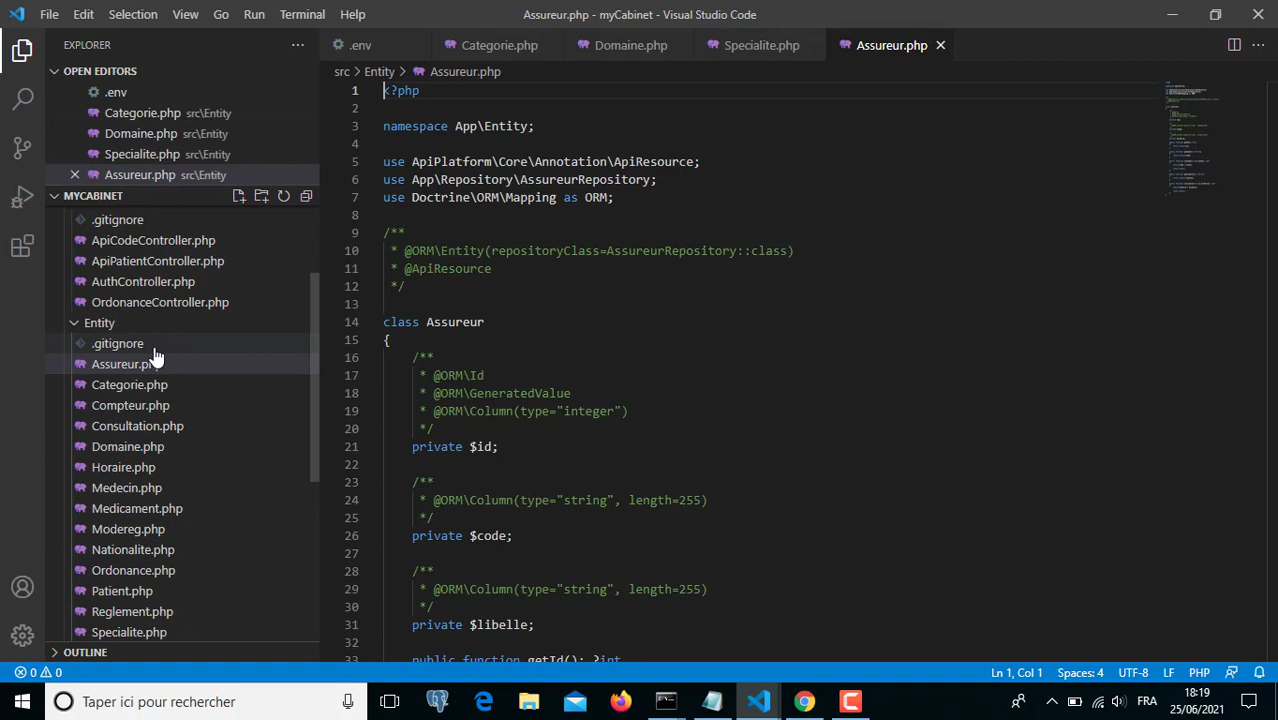 File Edit Selection View Go Run Terminal Help Assureur.php - myCabinet - Visual Studio Code
EXPLORER
OPEN EDITORS
.env
Categorie.php src\Entity
Domaine.php src\Entity
Specialite.php src\Entity
Assureur.php src\Entity
MYCABINET
.gitignore
ApiCodeController.php
ApiPatientController.php
AuthController.php
OrdonanceController.php
Entity
.gitignore
Assureur.ph
Categorie.php
Compteur.php
Consultation.php
Domaine.php
Horaire.php
Medecin.php
Medicament.php
Modereg.php
Nationalite.php
Ordonance.php
Patient.php
Reglement.php
Specialite.php
OUTLINE
.env Categorie.php Domaine.php Specialite.php Assureur.php
src > Entity > Assureur.php
1 <?php
2
3 namespace App\Entity;
4
5 use ApiPlatform\Core\Annotation\ApiResource;
6 use App\Repository\AssureurRepository;
7 use Doctrine\ORM\Mapping as ORM;
8
9 /**
10 * @ORM\Entity(repositoryClass=AssureurRepository::class)
11 * @ApiResource
12 */
13
14 class Assureur
15 {
16 /**
17 * @ORM\Id
18 * @ORM\GeneratedValue
19 * @ORM\Column(type="integer")
20 */
21 private $id;
22
23 /**
24 * @ORM\Column(type="string", length=255)
25 */
26 private $code;
27
28 /**
29 * @ORM\Column(type="string", length=255)
30 */
31 private $libelle;
32
33 public function getId(): ?int
0 0 Ln 1, Col 1 Spaces: 4 UTF-8 LF PHP
Taper ici pour rechercher
FRA
18:19
25/06/2021